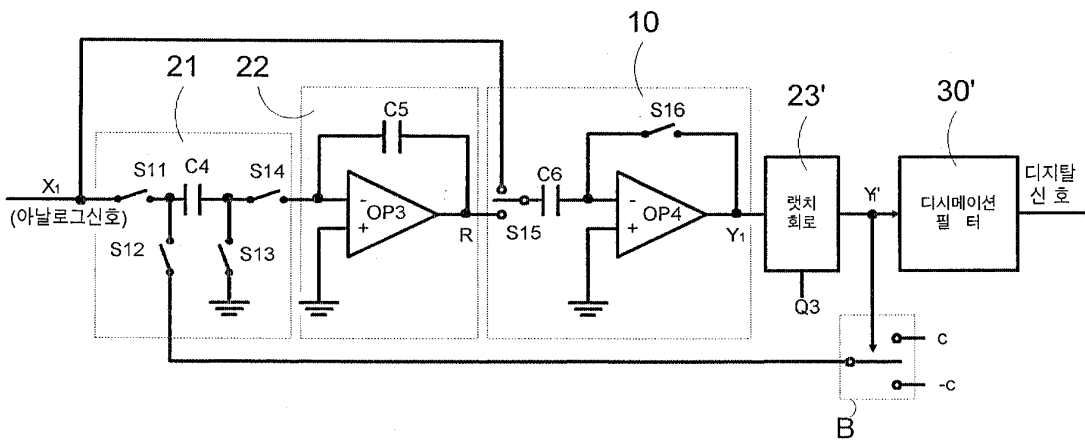 10
21
22
23'
30'
C5
S16
S11
C4
S14
C6
디지탈
신 호
X1
(아날로그신호)
-
OP3
+
R
S15
-
OP4
+
Y1
랫치
회로
Y1'
디시메이션
필 터
S12
S13
Q3
C
-C
B